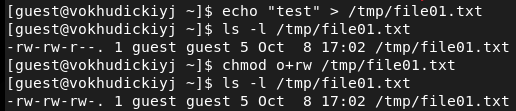 [guest@vokhudickiyj ~]$ echo "test" > /tmp/file01.txt
[guest@vokhudickiyj ~]$ ls -l /tmp/file01.txt
-rw-rw-r--. 1 guest guest 5 Oct  8 17:02 /tmp/file01.txt
[guest@vokhudickiyj ~]$ chmod o+rw /tmp/file01.txt
[guest@vokhudickiyj ~]$ ls -l /tmp/file01.txt
-rw-rw-rw-. 1 guest guest 5 Oct  8 17:02 /tmp/file01.txt